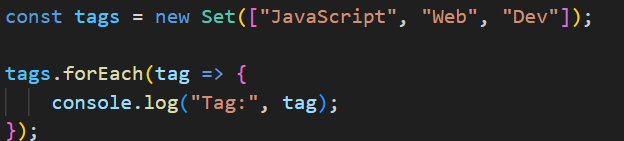 const tags = new Set(["JavaScript", "Web", "Dev"]);
tags.forEach(tag => {
    console.log("Tag:", tag);
});